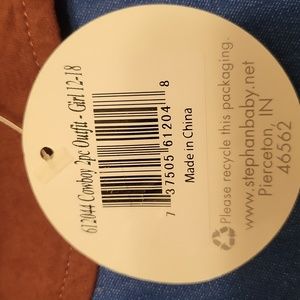 612044 Cowboy 2pc Outfit - Girl 12-18
7 37505 61204 8
Made in China
Please recycle this packaging.
www.stephanbaby.net
Pierceton, IN
46562